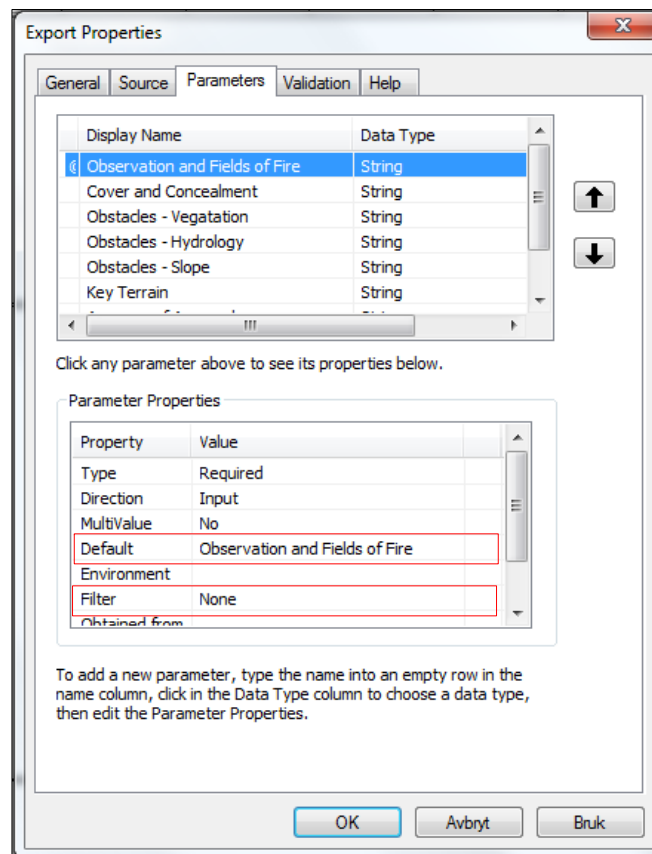 Export Properties
General Source Parameters Validation Help
Display Name Data Type
Observation and Fields of Fire String
Cover and Concealment String
Obstacles - Vegatation String
Obstacles - Hydrology String
Obstacles - Slope String
Key Terrain String
Click any parameter above to see its properties below.
Parameter Properties
Property Value
Type Required
Direction Input
MultiValue No
Default Observation and Fields of Fire
Environment
Filter None
Obtained from
To add a new parameter, type the name into an empty row in the
name column, click in the Data Type column to choose a data type,
then edit the Parameter Properties.
OK Avbryt Bruk